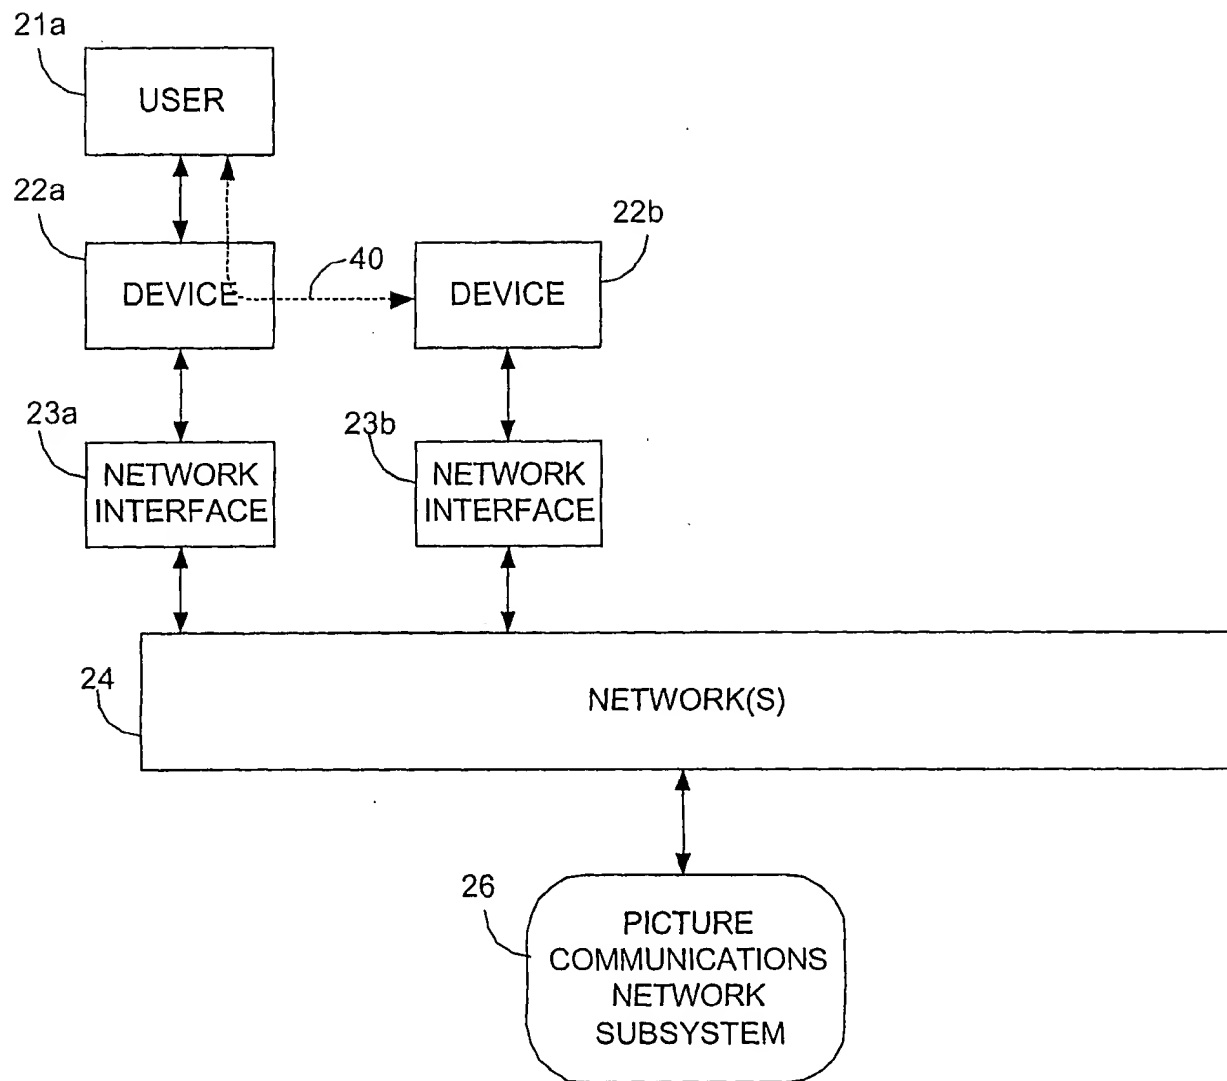 21a
USER
22a
22b
40
DEVICE
DEVICE
23a
23b
NETWORK
INTERFACE
NETWORK
INTERFACE
24
NETWORK(S)
26
PICTURE
COMMUNICATIONS
NETWORK
SUBSYSTEM